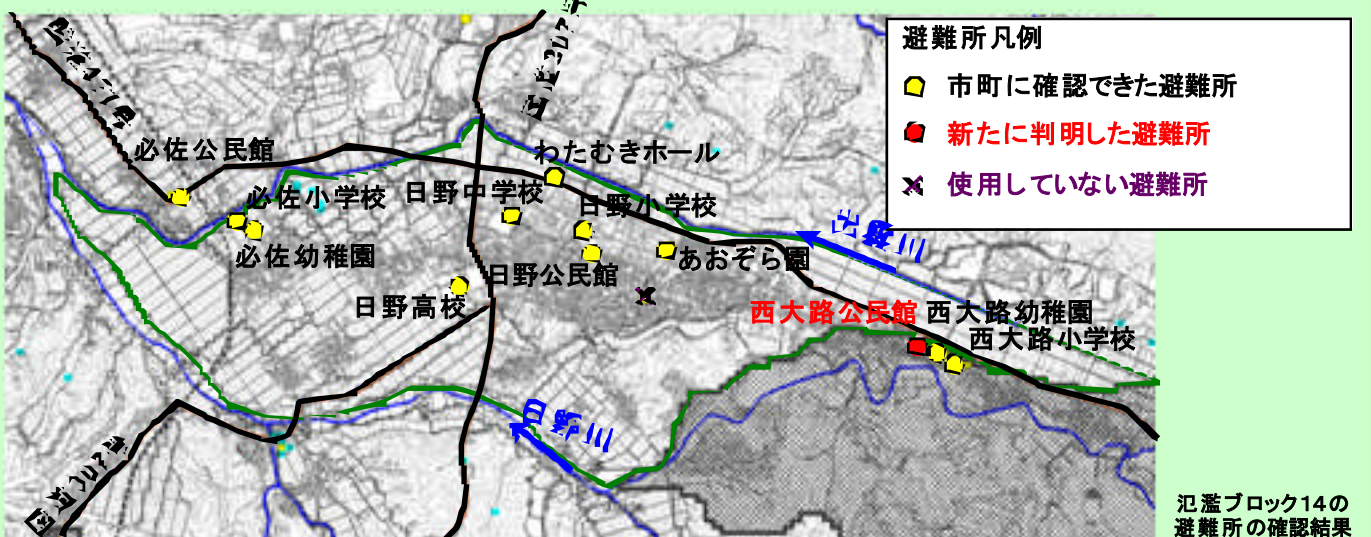 避難所凡例
市町に確認できた避難所
新たに判明した避難所
使用していない避難所
必佐公民館
わたむきホール
必佐小学校
日野中学校
日野小学校
必佐幼稚園
日野公民館
あおぞら園
日野高校
西大路公民館
西大路幼稚園
西大路小学校
日野川
氾濫ブロック14の
避難所の確認結果